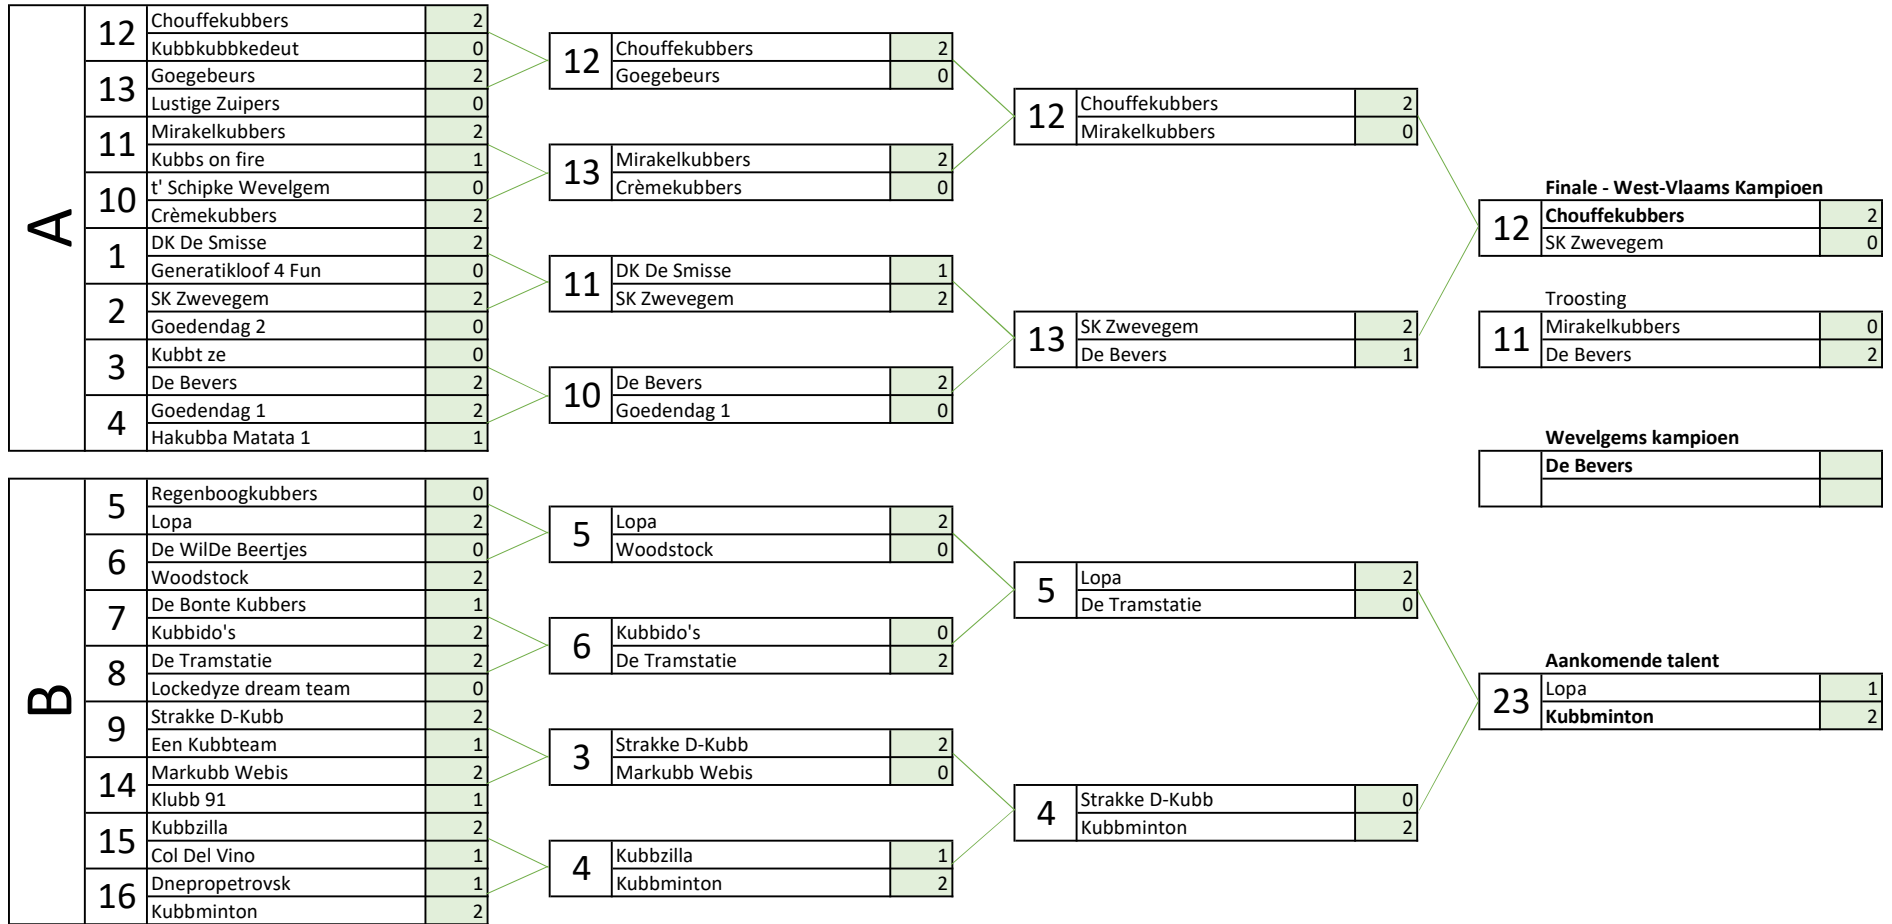 A
12 Chouffekubbers 2
Kubbkubbkedeut 0
13 Goegebeurs 2
Lustige Zuipers 0
11 Mirakelkubbers 2
Kubbs on fire 1
10 t' Schipke Wevelgem 0
Crèmekubbers 2
1 DK De Smisse 2
Generatikloof 4 Fun 0
2 SK Zwevegem 2
Goedendag 2 0
3 Kubbt ze 0
De Bevers 2
4 Goedendag 1 2
Hakubba Matata 1 1
12 Chouffekubbers 2
Goegebeurs 0
13 Mirakelkubbers 2
Crèmekubbers 0
11 DK De Smisse 1
SK Zwevegem 2
10 De Bevers 2
Goedendag 1 0
12 Chouffekubbers 2
Mirakelkubbers 0
13 SK Zwevegem 2
De Bevers 1
Finale - West-Vlaams Kampioen
12 Chouffekubbers 2
SK Zwevegem 0
Troosting
11 Mirakelkubbers 0
De Bevers 2
Wevelgems kampioen
De Bevers
B
5 Regenboogkubbers 0
Lopa 2
6 De WilDe Beertjes 0
Woodstock 2
7 De Bonte Kubbers 1
Kubbido's 2
8 De Tramstatie 2
Lockedyze dream team 0
9 Strakke D-Kubb 2
Een Kubbteam 1
14 Markubb Webis 2
Klubb 91 1
15 Kubbzilla 2
Col Del Vino 1
16 Dnepropetrovsk 1
Kubbminton 2
5 Lopa 2
Woodstock 0
6 Kubbido's 0
De Tramstatie 2
3 Strakke D-Kubb 2
Markubb Webis 0
4 Kubbzilla 1
Kubbminton 2
5 Lopa 2
De Tramstatie 0
4 Strakke D-Kubb 0
Kubbminton 2
Aankomende talent
23 Lopa 1
Kubbminton 2